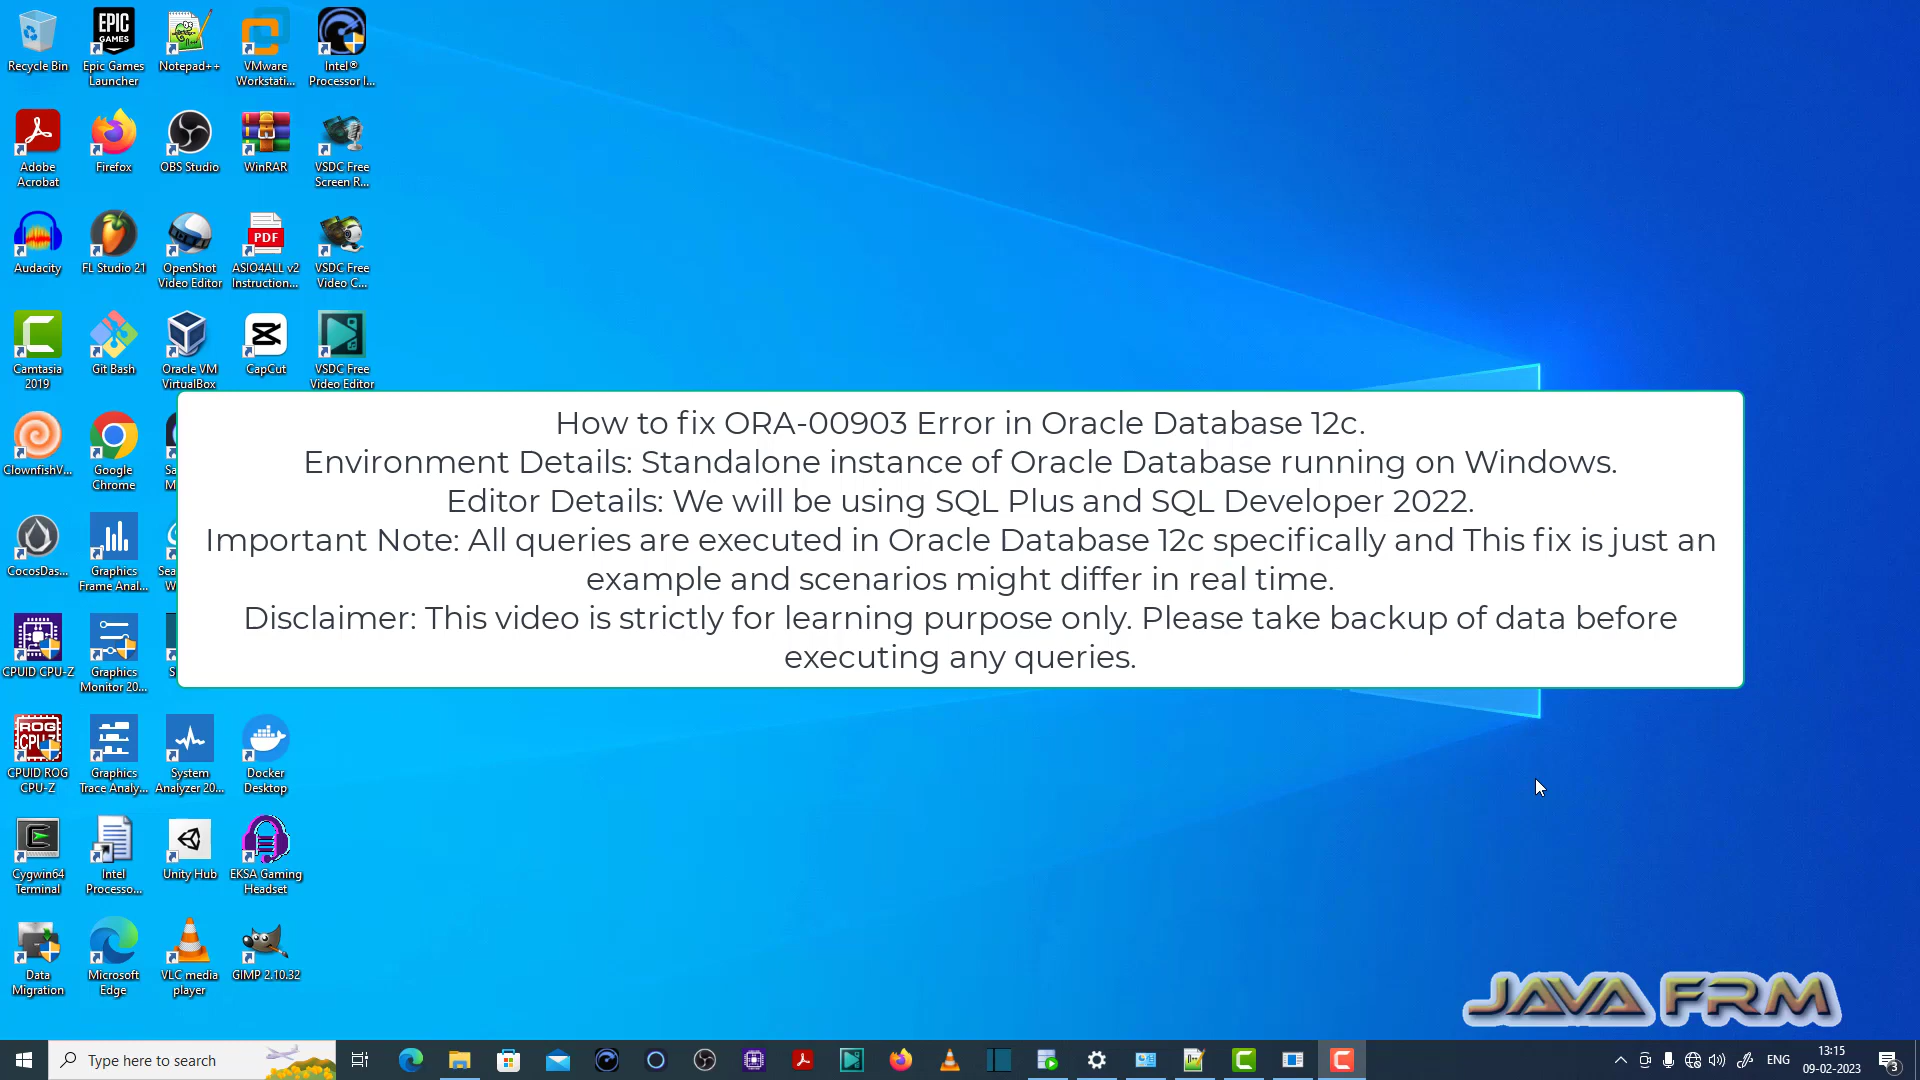 Recycle Bin
Epic Games
Launcher
Notepad++
VMware
Workstati...
Intel®
Processor I...
EPIC
GAMES
Adobe
Acrobat
Firefox
OBS Studio
WinRAR
VSDC Free
Screen R...
Audacity
FL Studio 21
OpenShot
Video Editor
PDF
ASIO4ALL v2
Instruction...
VSDC Free
Video C...
Camtasia
2019
Git Bash
Oracle VM
VirtualBox
CapCut
VSDC Free
Video Editor
ClownfishV...
Google
Chrome
How to fix ORA-00903 Error in Oracle Database 12c.
Environment Details: Standalone instance of Oracle Database running on Windows.
Editor Details: We will be using SQL Plus and SQL Developer 2022.
Important Note: All queries are executed in Oracle Database 12c specifically and This fix is just an
example and scenarios might differ in real time.
Disclaimer: This video is strictly for learning purpose only. Please take backup of data before
executing any queries.
CocosDas...
Graphics
Frame Anal...
CPUID CPU-Z
Graphics
Monitor 20...
ROG
CPU-Z
CPUID ROG
CPU-Z
Graphics
Trace Analy...
System
Analyzer 20...
Docker
Desktop
Cygwin64
Terminal
Intel
Processo...
Unity Hub
EKSA Gaming
Headset
Data
Migration
Microsoft
Edge
VLC media
player
GIMP 2.10.32
JAVA FRM
Type here to search
ENG
13:15
09-02-2023
3